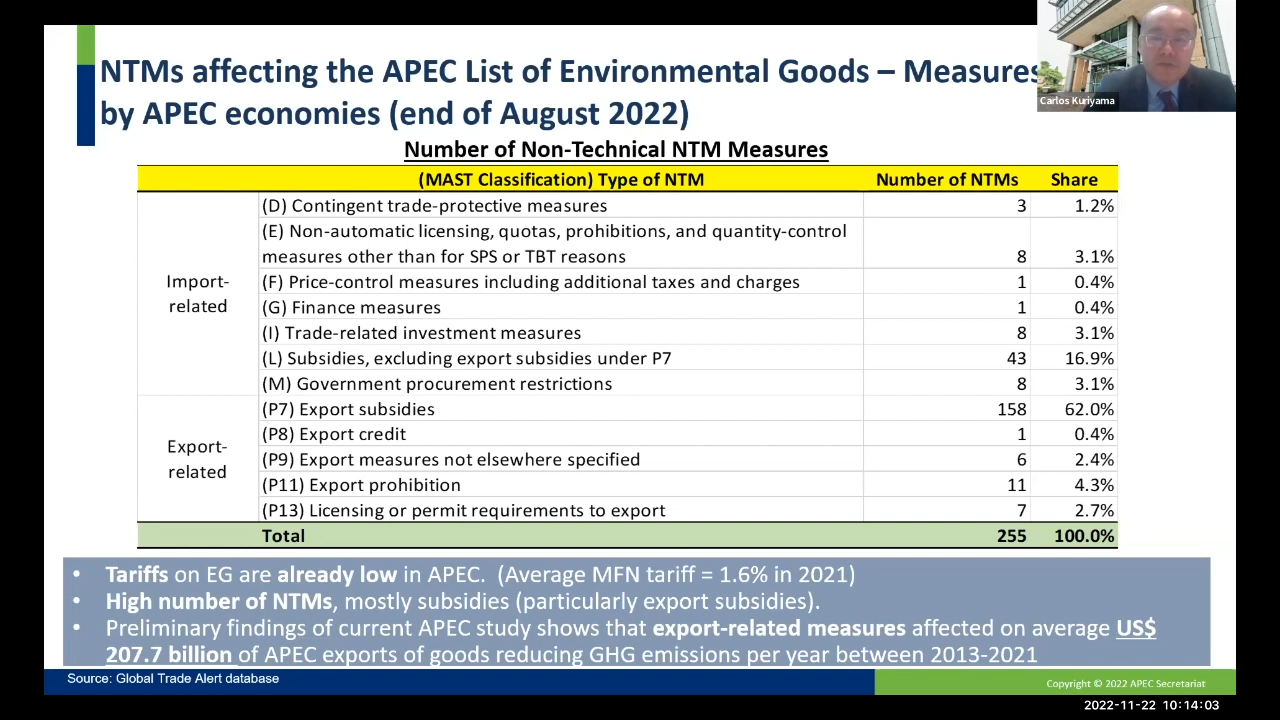 NTMs affecting the APEC List of Environmental Goods – Measures
by APEC economies (end of August 2022)
Carlos Kuriyama
Number of Non-Technical NTM Measures
(MAST Classification) Type of NTM Number of NTMs Share
Import-
related
(D) Contingent trade-protective measures 3 1.2%
(E) Non-automatic licensing, quotas, prohibitions, and quantity-control
measures other than for SPS or TBT reasons 8 3.1%
(F) Price-control measures including additional taxes and charges 1 0.4%
(G) Finance measures 1 0.4%
(I) Trade-related investment measures 8 3.1%
(L) Subsidies, excluding export subsidies under P7 43 16.9%
(M) Government procurement restrictions 8 3.1%
Export-
related
(P7) Export subsidies 158 62.0%
(P8) Export credit 1 0.4%
(P9) Export measures not elsewhere specified 6 2.4%
(P11) Export prohibition 11 4.3%
(P13) Licensing or permit requirements to export 7 2.7%
Total 255 100.0%
• Tariffs on EG are already low in APEC. (Average MFN tariff = 1.6% in 2021)
• High number of NTMs, mostly subsidies (particularly export subsidies).
• Preliminary findings of current APEC study shows that export-related measures affected on average US$
207.7 billion of APEC exports of goods reducing GHG emissions per year between 2013-2021
Source: Global Trade Alert database
Copyright © 2022 APEC Secretariat
2022-11-22 10:14:03